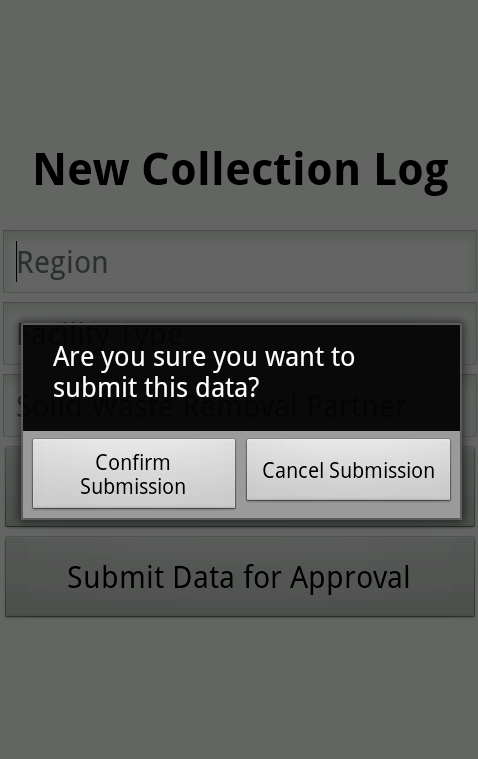 New Collection Log
Region
Facility Type
Are you sure you want to
submit this data?
Solid Waste Removal Partner
Confirm
Submission
Cancel Submission
Submit Data for Approval